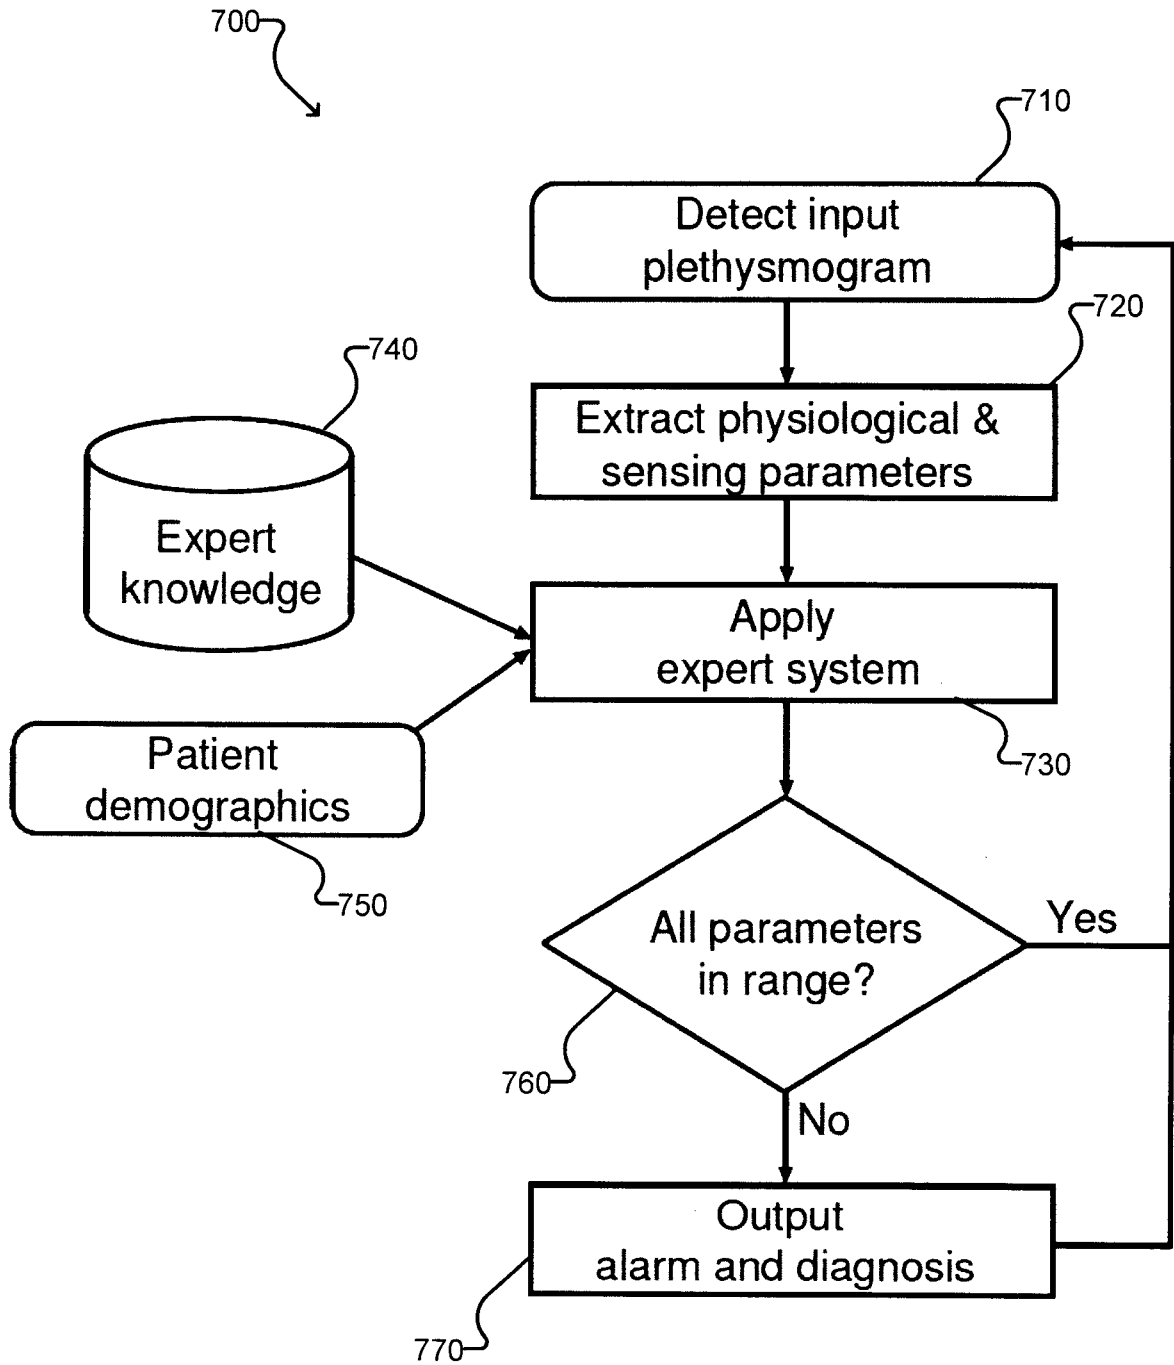 700
710
Detect input
plethysmogram
720
740
Extract physiological &
sensing parameters
Expert
knowledge
Apply
expert system
730
Patient
demographics
750
Yes
All parameters
in range?
760
No
Output
alarm and diagnosis
770